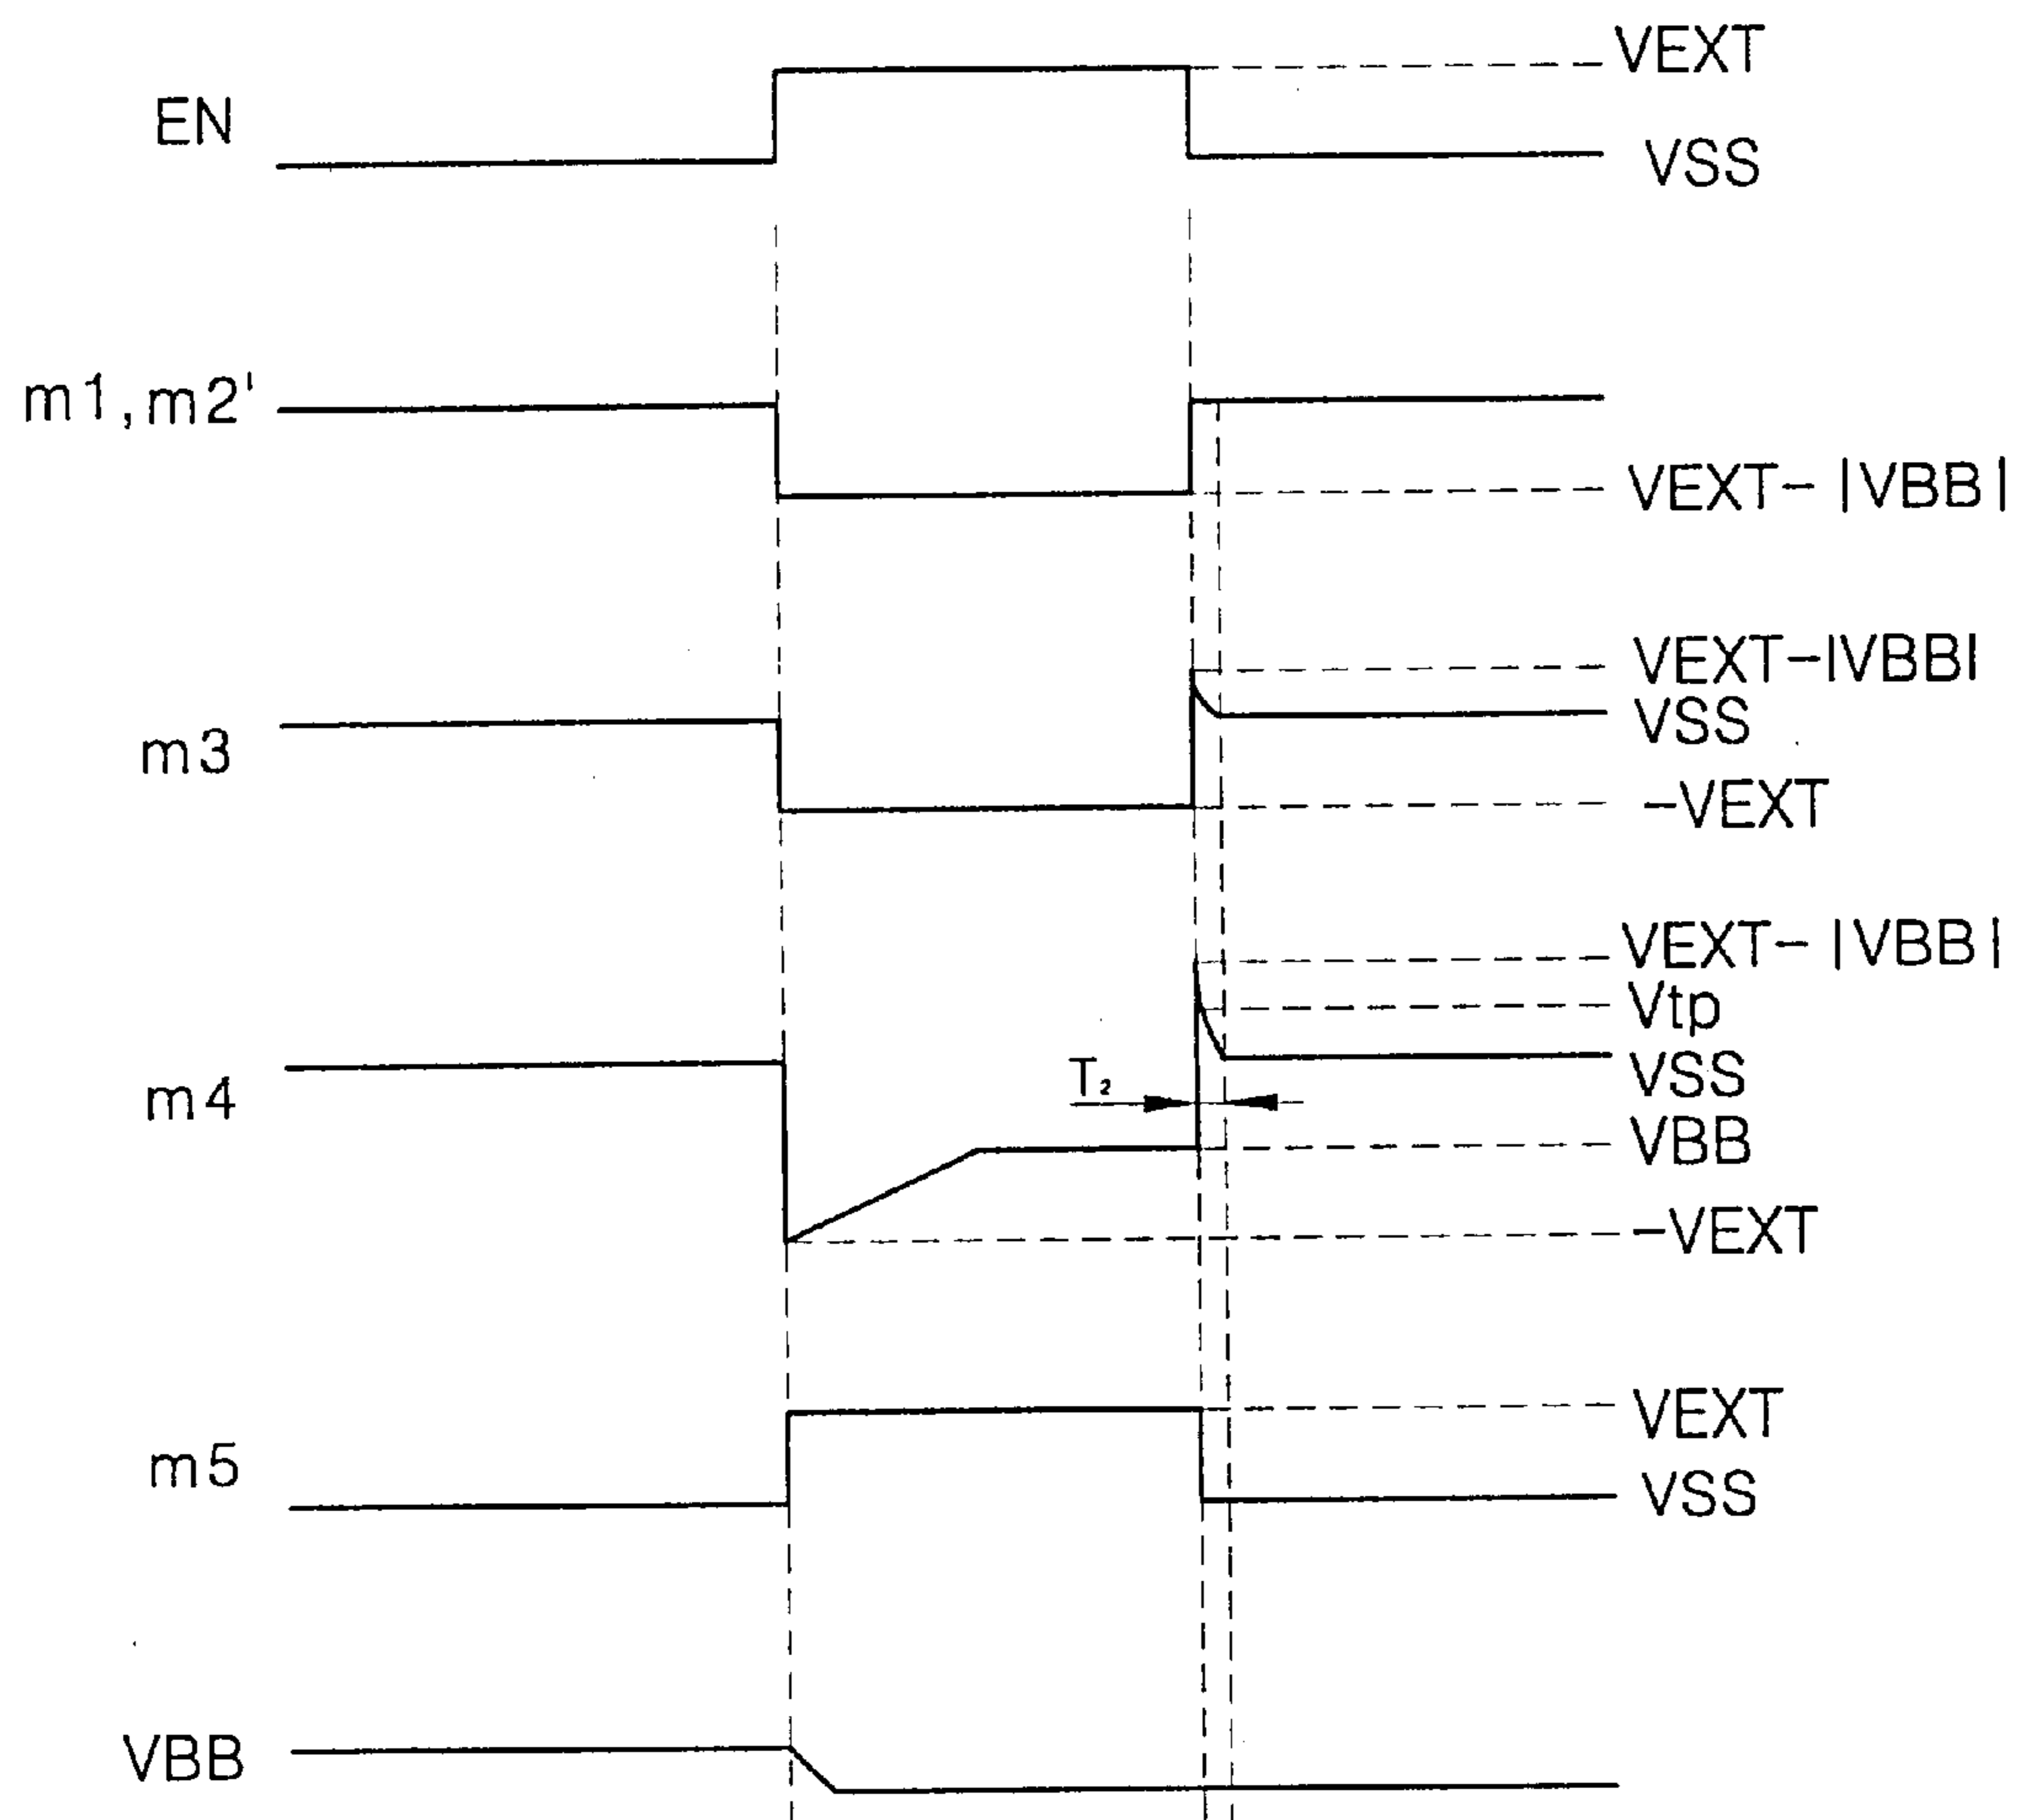 VEXT
EN
VSS
m1,m2'
VEXT-|VBB|
VEXT-|VBB|
VSS
m3
-VEXT
VEXT-|VBB|
Vtp
m4
T₂
VSS
VBB
-VEXT
VEXT
m5
VSS
VBB